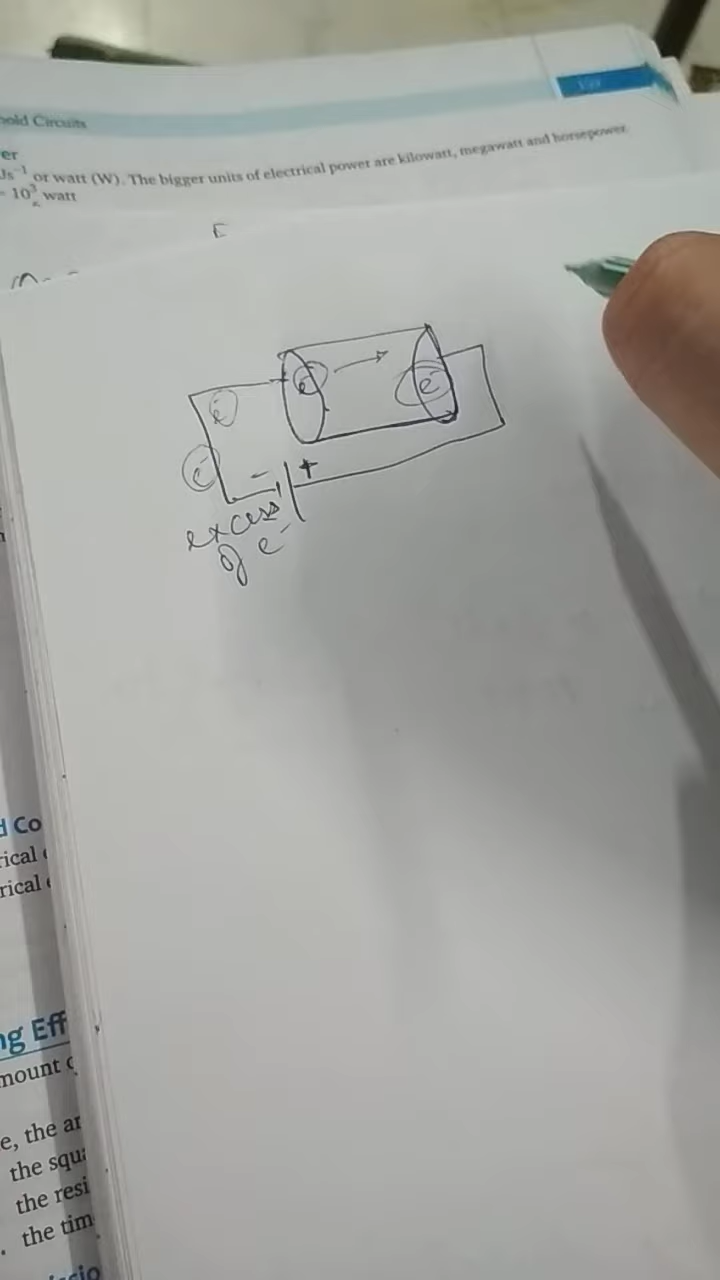 noid Circuits
er
Js⁻¹ or watt (W). The bigger units of electrical power are kilowatt, megawatt and horsepower.
= 10³ watt
E
e⁻
e⁻
e⁻
e⁻
- +
excess
of e⁻
d Co
rical
rical
ng Eff
mount
e, the
the squ
the resi
. the tim